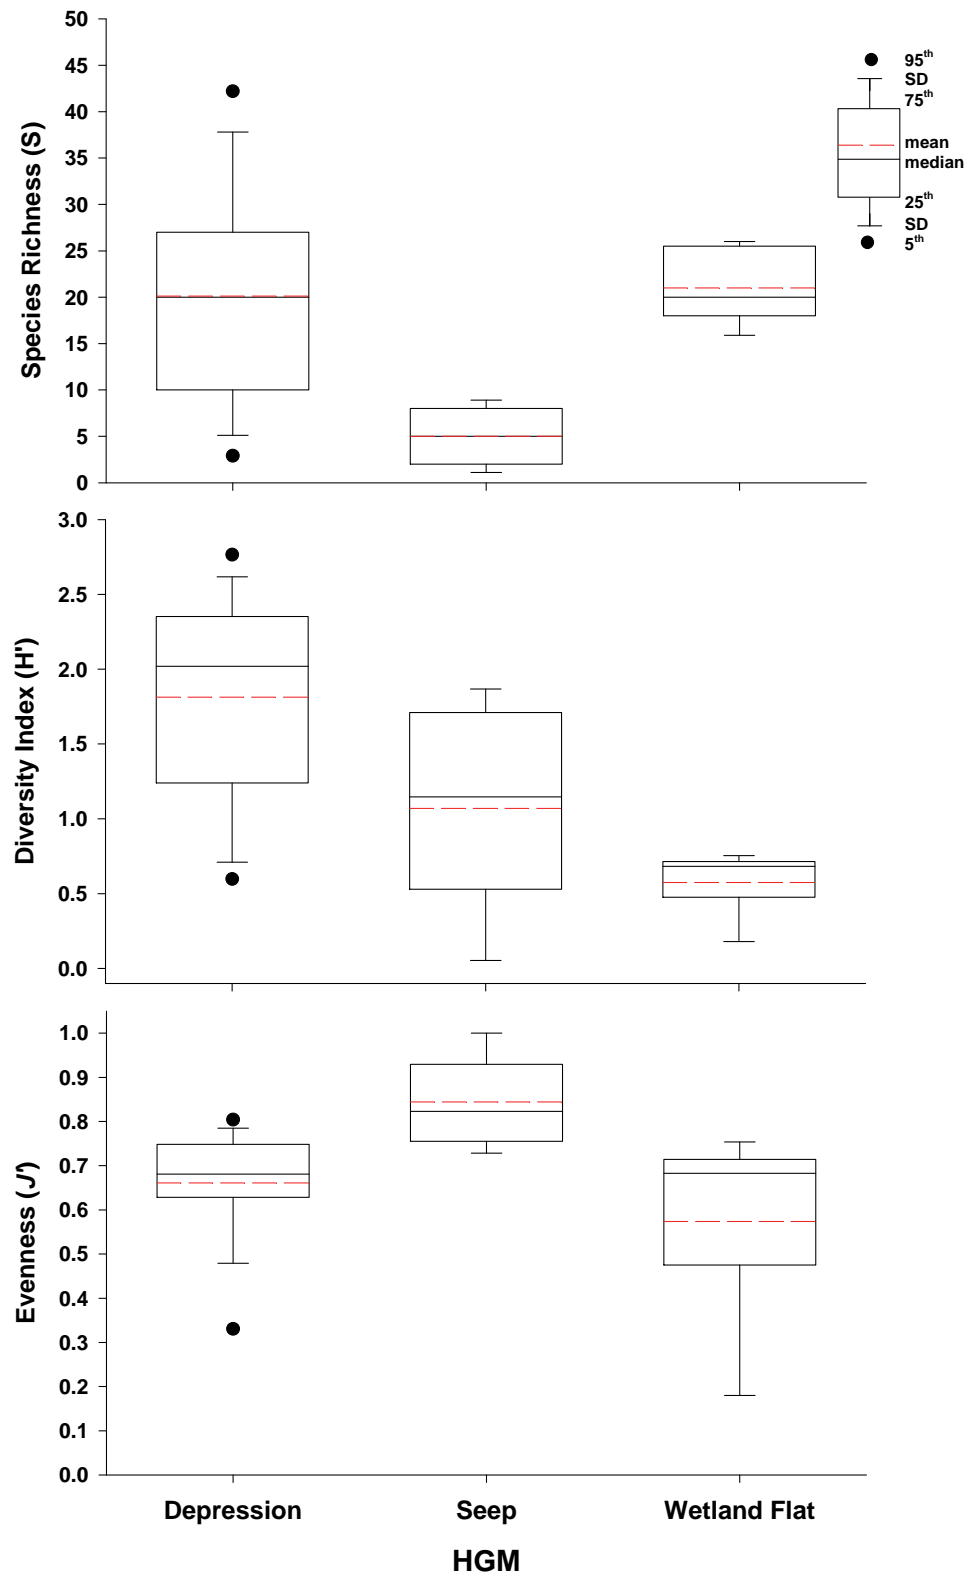 50
45
40
35
30
25
20
15
10
5
0
Species Richness (S)
95th
SD
75th
mean
median
25th
SD
5th
3.0
2.5
2.0
1.5
1.0
0.5
0.0
Diversity Index (H')
1.0
0.9
0.8
0.7
0.6
0.5
0.4
0.3
0.2
0.1
0.0
Evenness (J')
Depression Seep Wetland Flat
HGM